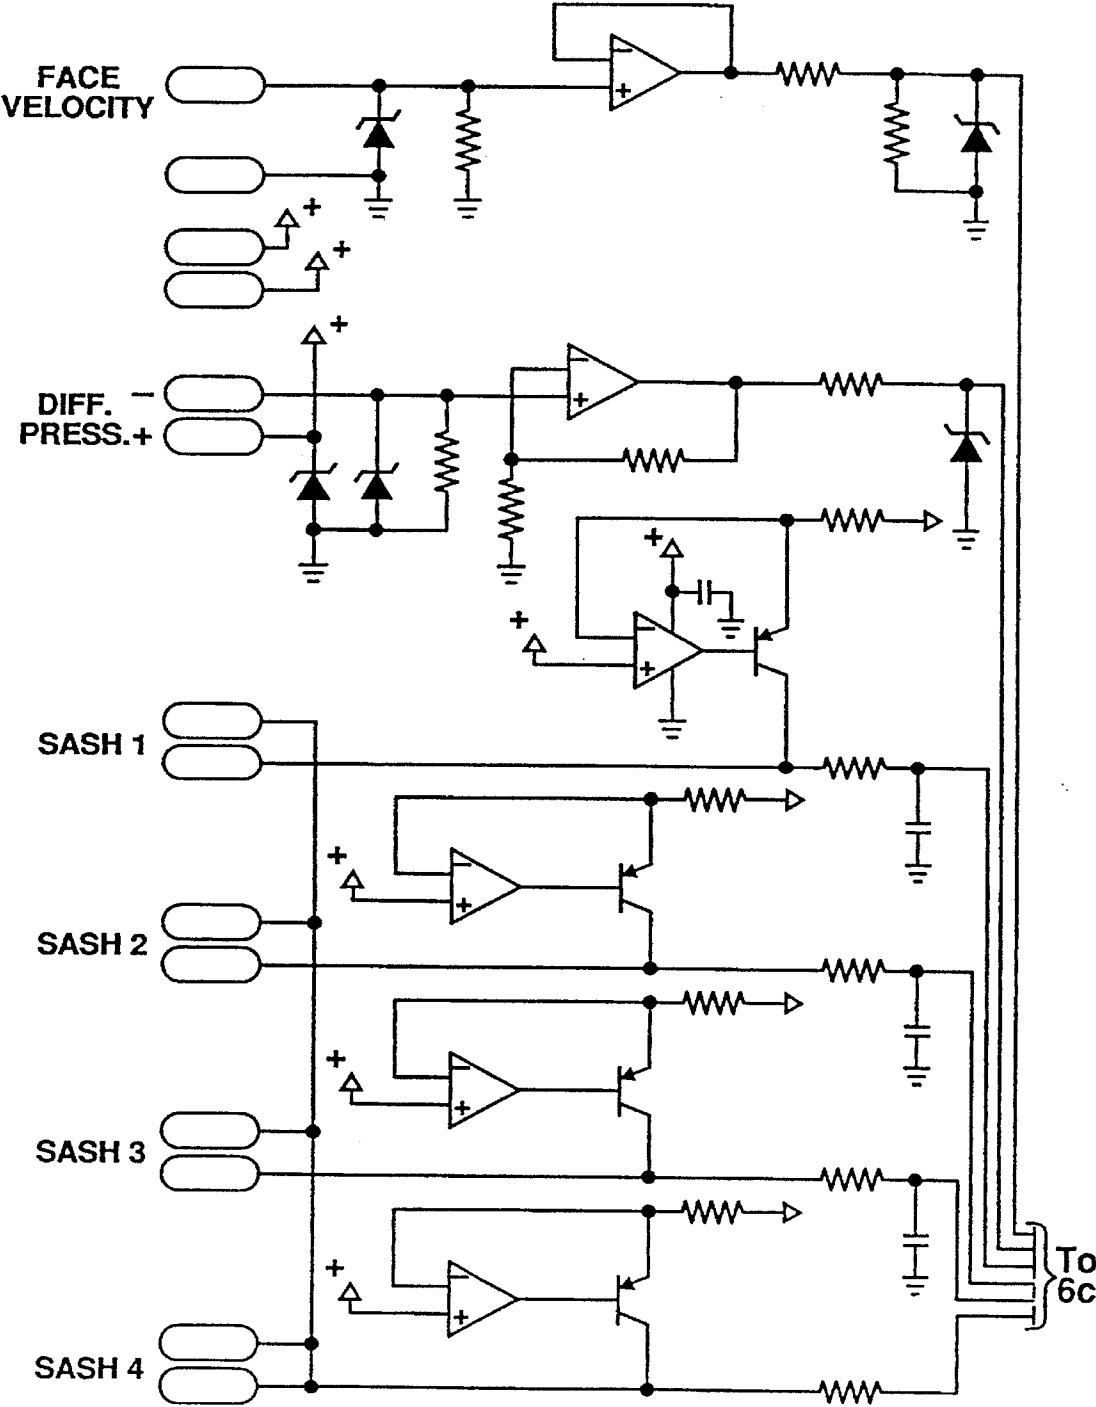 FACE
VELOCITY
+
+
+
DIFF. −
PRESS.+
−
+
−
+
+
+
−
+
SASH 1
+
−
+
SASH 2
+
−
+
SASH 3
+
−
+
SASH 4
To
6c